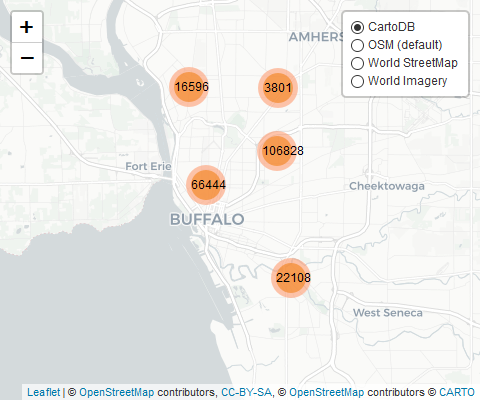 +
−
AMHERS
CartoDB
OSM (default)
World StreetMap
World Imagery
16596
3801
106828
Fort Erie
66444
Cheektowaga
BUFFALO
22108
West Seneca
Leaflet | © OpenStreetMap contributors, CC-BY-SA, © OpenStreetMap contributors © CARTO